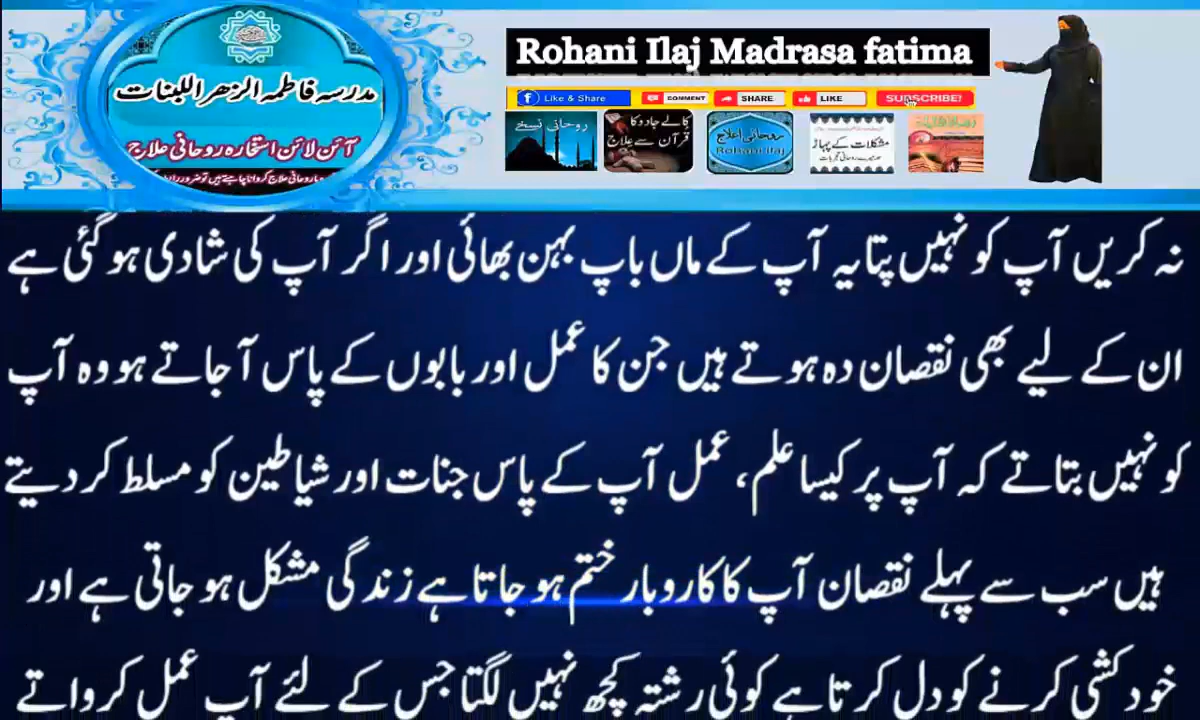 مدرسہ فاطمہ الزھرا للبنات
آئن لائن استخارہ روحانی علاج
Rohani Ilaj Madrasa fatima
Like & Share
COMMENT
SHARE
LIKE
SUBSCRIBE!
روحانی نسخے
کالے جادو کا
قرآن سے علاج
روحانی علاج
Rohani ilaj
مشکلات کے پہاڑ
نہ کریں آپ کو نہیں پتا یہ آپ کے ماں باپ بہن بھائی اور اگر آپ کی شادی ہو گئی ہے
ان کے لیے بھی نقصان دہ ہوتے ہیں جن کا عمل اور بابوں کے پاس آ جاتے ہو وہ آپ
کو نہیں بتاتے کہ آپ پر کیسا علم، عمل آپ کے پاس جنات اور شیاطین کو مسلط کر دیتے
ہیں سب سے پہلے نقصان آپ کا کاروبار ختم ہو جاتا ہے زندگی مشکل ہو جاتی ہے اور
خودکشی کرنے کو دل کرتا ہے کوئی رشتہ کچھ نہیں لگتا جس کے لئے آپ عمل کرواتے